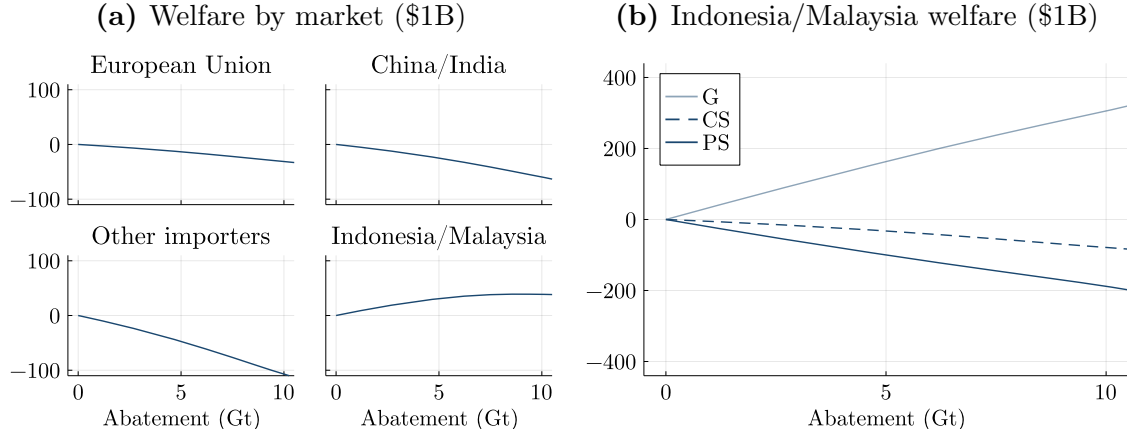 (a) Welfare by market ($1B)
European Union
100
0
−100
China/India
Other importers
100
0
−100
0
5
10
Abatement (Gt)
Indonesia/Malaysia
0
5
10
Abatement (Gt)
(b) Indonesia/Malaysia welfare ($1B)
400
200
0
−200
−400
G
CS
PS
0
5
10
Abatement (Gt)